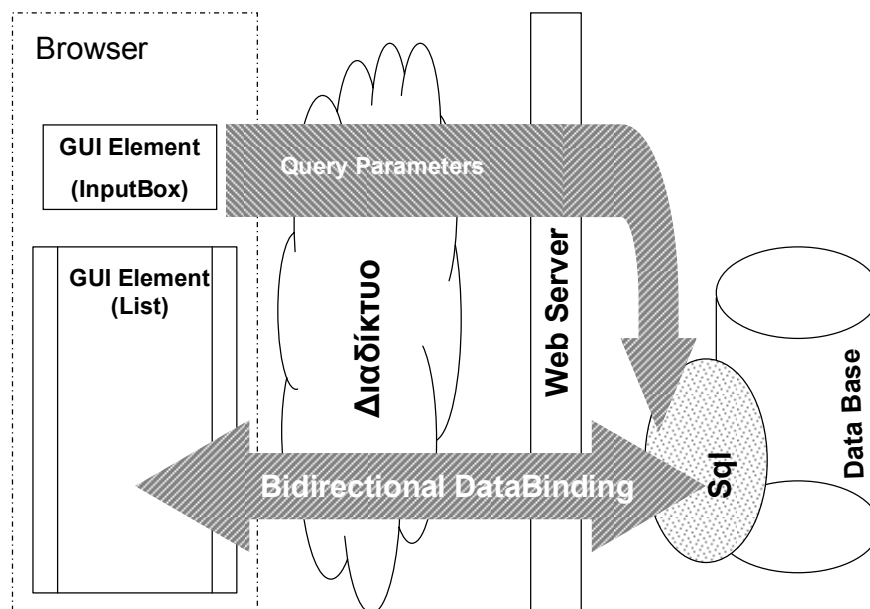 Browser
GUI Element
(InputBox)
Query Parameters
GUI Element
(List)
Διαδίκτυο
Web Server
Data Base
Sql
Bidirectional DataBinding